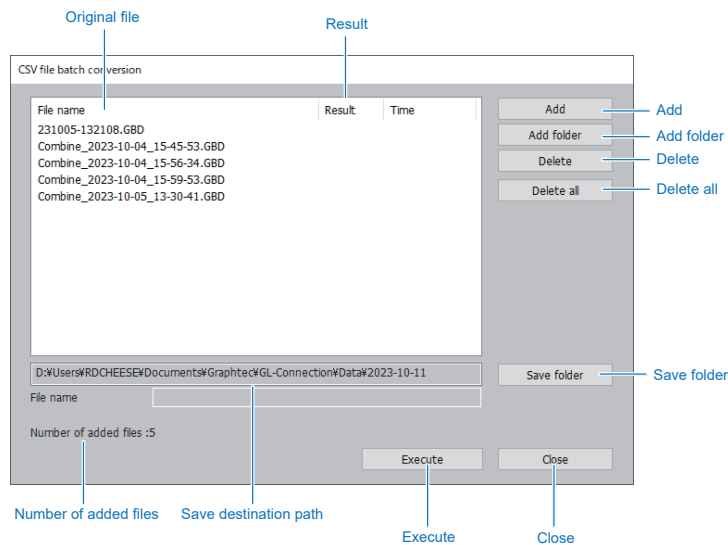 Original file
Result
CSV file batch conversion
File name Result Time
231005-132108.GBD
Combine_2023-10-04_15-45-53.GBD
Combine_2023-10-04_15-56-34.GBD
Combine_2023-10-04_15-59-53.GBD
Combine_2023-10-05_13-30-41.GBD
Add Add
Add folder Add folder
Delete Delete
Delete all Delete all
D:¥Users¥RDCHEESE¥Documents¥Graphtec¥GL-Connection¥Data¥2023-10-11
Save folder Save folder
File name
Number of added files :5
Execute Close
Number of added files Save destination path
Execute Close